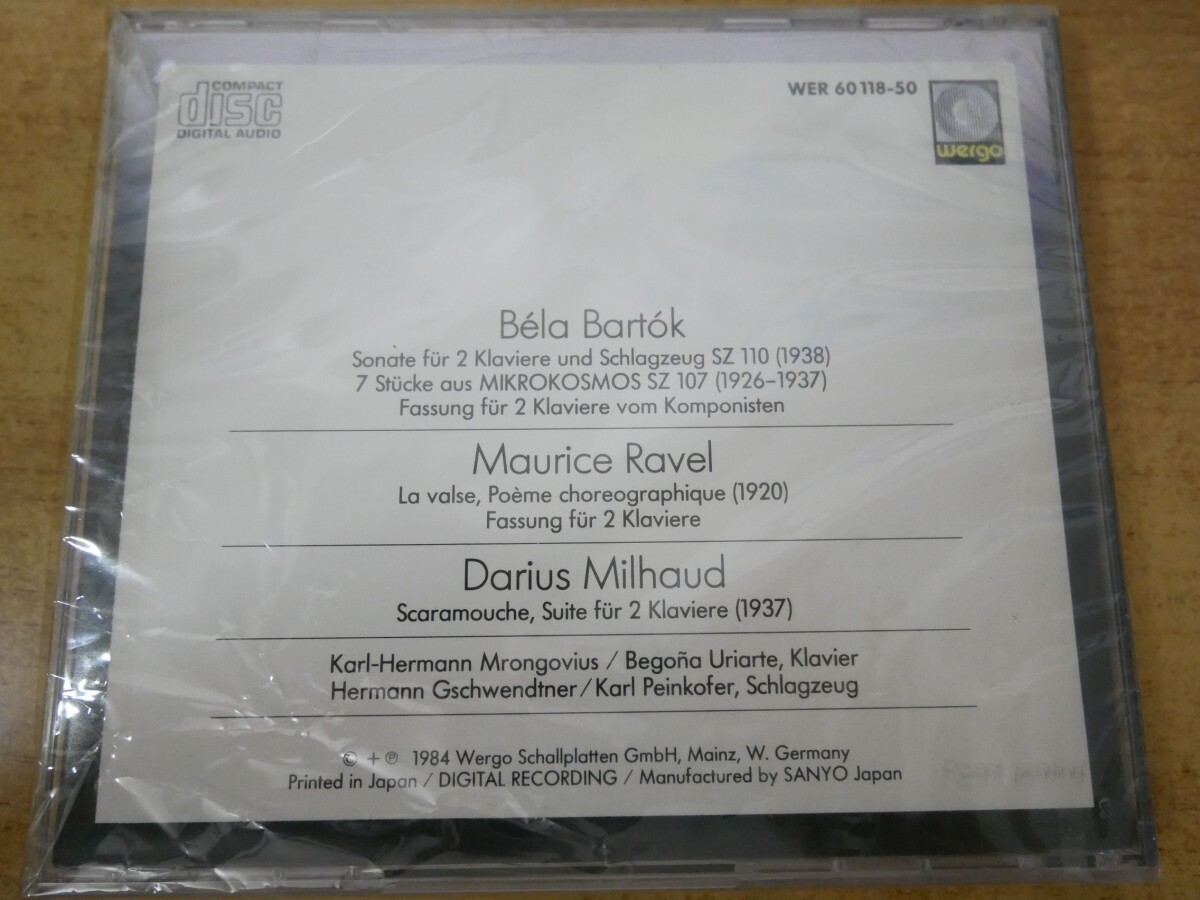 COMPACT
disc
DIGITAL AUDIO
WER 60118-50
wergo
Béla Bartók
Sonate für 2 Klaviere und Schlagzeug SZ 110 (1938)
7 Stücke aus MIKROKOSMOS SZ 107 (1926–1937)
Fassung für 2 Klaviere vom Komponisten
Maurice Ravel
La valse, Poème choreographique (1920)
Fassung für 2 Klaviere
Darius Milhaud
Scaramouche, Suite für 2 Klaviere (1937)
Karl-Hermann Mrongovius / Begoña Uriarte, Klavier
Hermann Gschwendtner / Karl Peinkofer, Schlagzeug
© + ℗ 1984 Wergo Schallplatten GmbH, Mainz, W. Germany
Printed in Japan / DIGITAL RECORDING / Manufactured by SANYO Japan